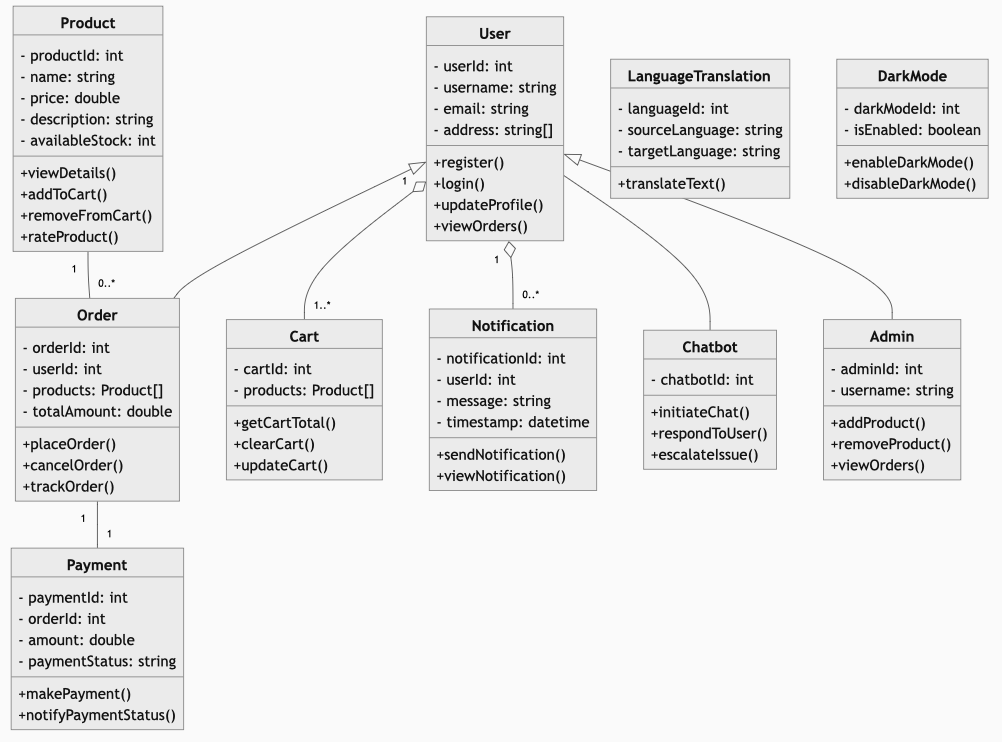 Product
- productId: int
- name: string
- price: double
- description: string
- availableStock: int
+viewDetails()
+addToCart()
+removeFromCart()
+rateProduct()
User
- userId: int
- username: string
- email: string
- address: string[]
+register()
+login()
+updateProfile()
+viewOrders()
LanguageTranslation
- languageId: int
- sourceLanguage: string
- targetLanguage: string
+translateText()
DarkMode
- darkModeId: int
- isEnabled: boolean
+enableDarkMode()
+disableDarkMode()
1
0..*
1
1..*
1
0..*
Order
- orderId: int
- userId: int
- products: Product[]
- totalAmount: double
+placeOrder()
+cancelOrder()
+trackOrder()
Cart
- cartId: int
- products: Product[]
+getCartTotal()
+clearCart()
+updateCart()
Notification
- notificationId: int
- userId: int
- message: string
- timestamp: datetime
+sendNotification()
+viewNotification()
Chatbot
- chatbotId: int
+initiateChat()
+respondToUser()
+escalateIssue()
Admin
- adminId: int
- username: string
+addProduct()
+removeProduct()
+viewOrders()
1
1
Payment
- paymentId: int
- orderId: int
- amount: double
- paymentStatus: string
+makePayment()
+notifyPaymentStatus()